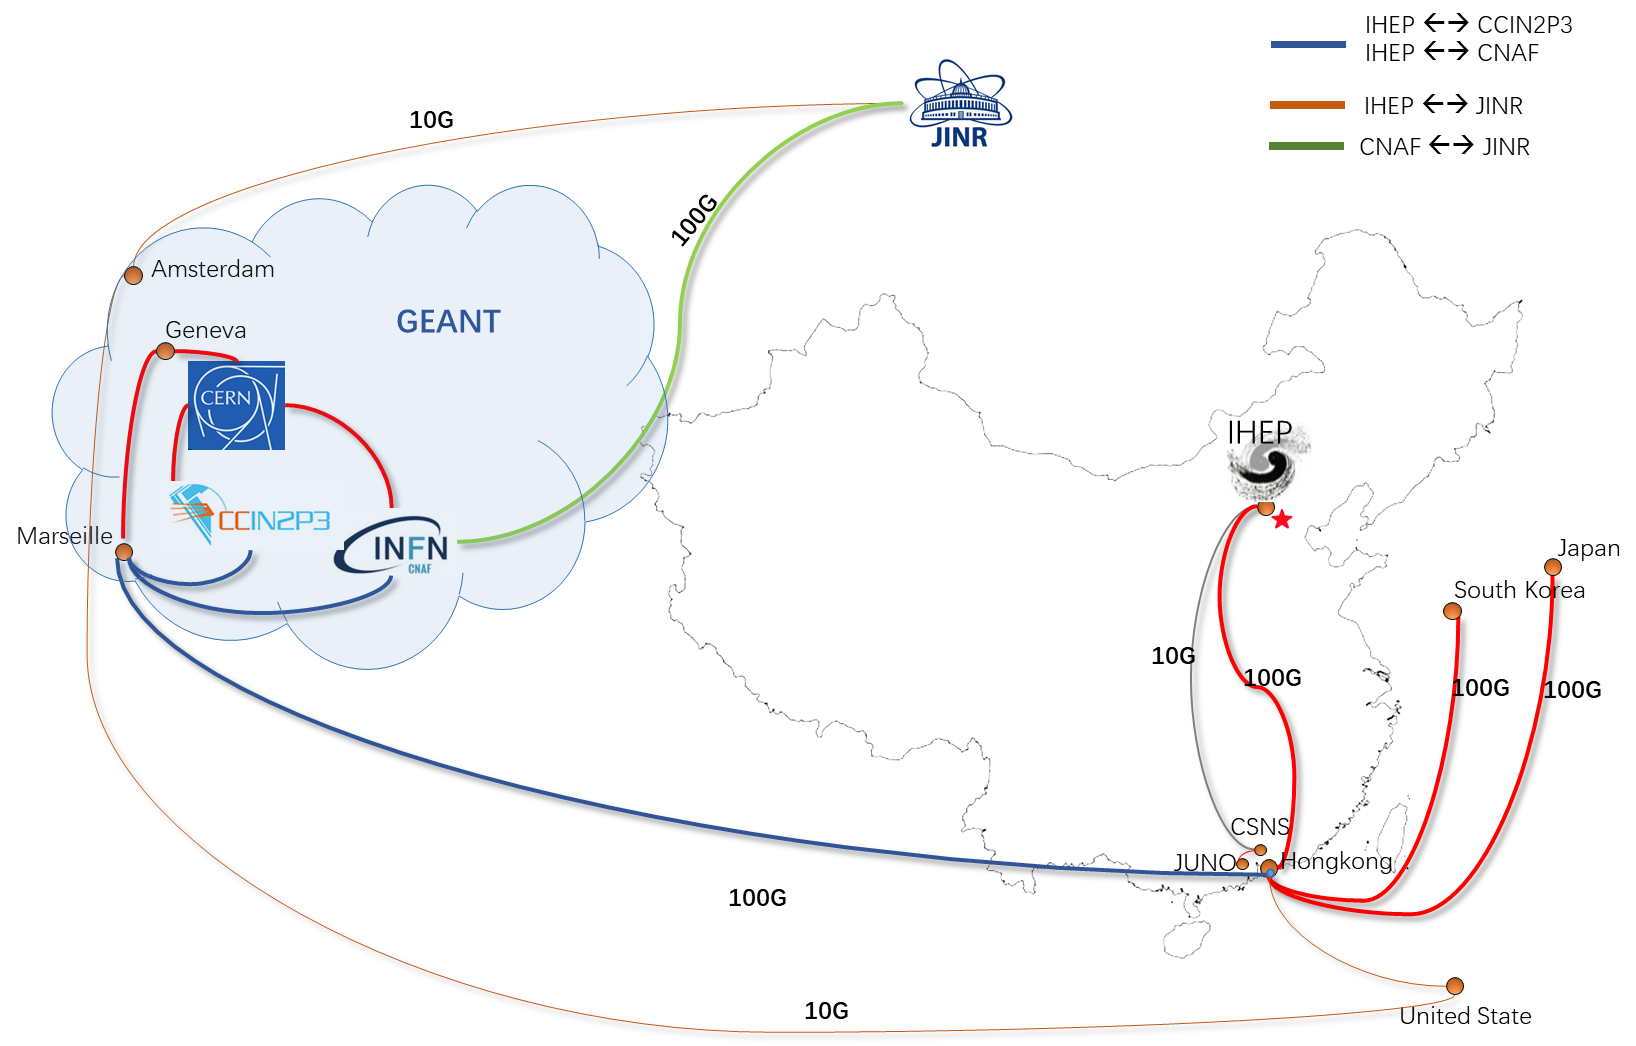 IHEP ←→ CCIN2P3
IHEP ←→ CNAF
IHEP ←→ JINR
CNAF ←→ JINR
JINR
10G
100G
Amsterdam
GEANT
Geneva
CERN
IHEP
CCIN2P3
Marseille
INFN
CNAF
Japan
South Korea
10G
100G
100G
100G
CSNS
JUNO
Hongkong
100G
10G
United State